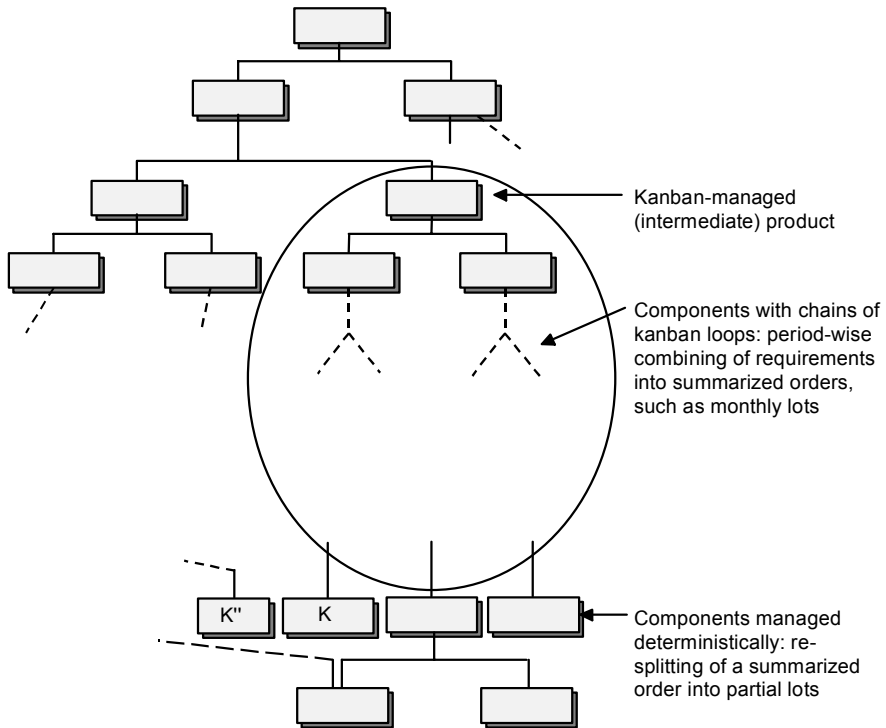 Kanban-managed
(intermediate) product
Components with chains of
kanban loops: period-wise
combining of requirements
into summarized orders,
such as monthly lots
K"
K
Components managed
deterministically: re-
splitting of a summarized
order into partial lots